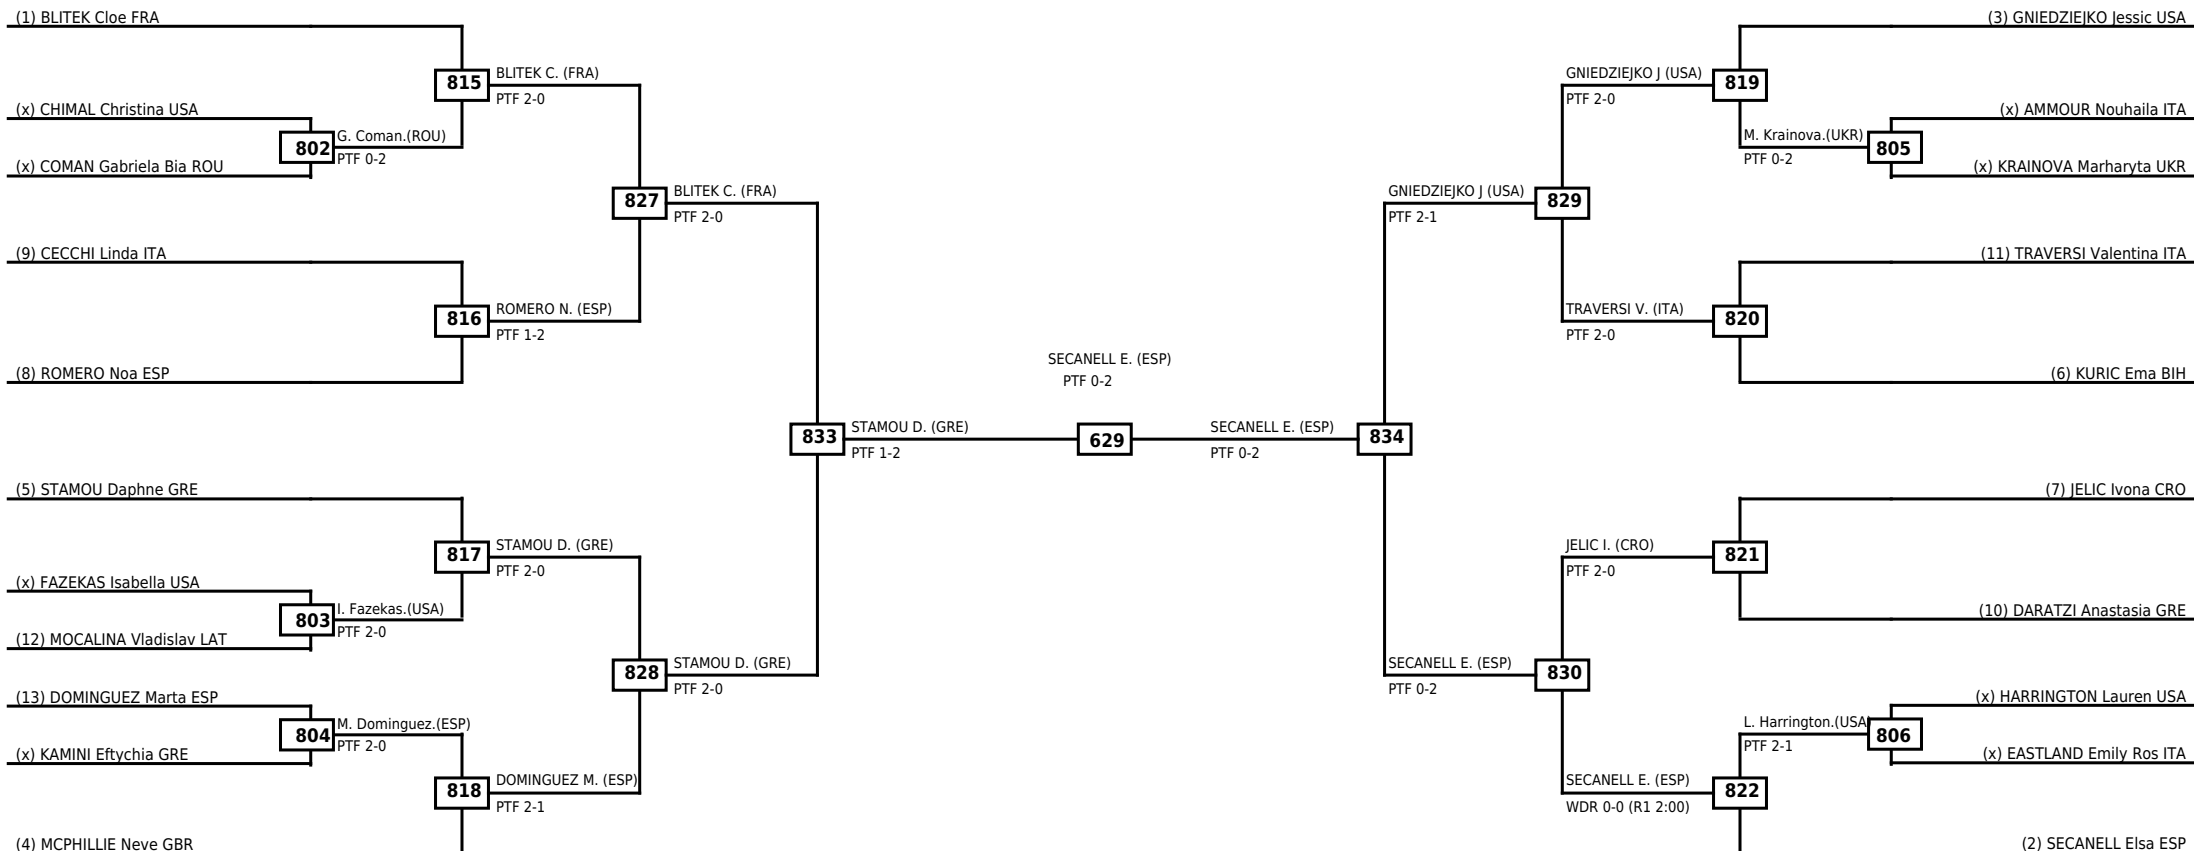 (1) BLITEK Cloe FRA
815
BLITEK C. (FRA)
PTF 2-0
(x) CHIMAL Christina USA
802
G. Coman.(ROU)
PTF 0-2
(x) COMAN Gabriela Bia ROU
827
BLITEK C. (FRA)
PTF 2-0
(9) CECCHI Linda ITA
816
ROMERO N. (ESP)
PTF 1-2
(8) ROMERO Noa ESP
833
STAMOU D. (GRE)
PTF 1-2
(5) STAMOU Daphne GRE
817
STAMOU D. (GRE)
PTF 2-0
(x) FAZEKAS Isabella USA
803
I. Fazekas.(USA)
PTF 2-0
(12) MOCALINA Vladislav LAT
828
STAMOU D. (GRE)
PTF 2-0
(13) DOMINGUEZ Marta ESP
804
M. Dominguez.(ESP)
PTF 2-0
(x) KAMINI Eftychia GRE
818
DOMINGUEZ M. (ESP)
PTF 2-1
(4) MCPHILLIE Neve GBR
SECANELL E. (ESP)
PTF 0-2
629
(3) GNIEDZIEJKO Jessic USA
GNIEDZIEJKO J (USA)
PTF 2-0
819
(x) AMMOUR Nouhaila ITA
M. Krainova.(UKR)
PTF 0-2
805
(x) KRAINOVA Marharyta UKR
GNIEDZIEJKO J (USA)
PTF 2-1
829
(11) TRAVERSI Valentina ITA
TRAVERSI V. (ITA)
PTF 2-0
820
(6) KURIC Ema BIH
SECANELL E. (ESP)
PTF 0-2
834
(7) JELIC Ivona CRO
JELIC I. (CRO)
PTF 2-0
821
(10) DARATZI Anastasia GRE
SECANELL E. (ESP)
PTF 0-2
830
(x) HARRINGTON Lauren USA
L. Harrington.(USA)
PTF 2-1
806
(x) EASTLAND Emily Ros ITA
SECANELL E. (ESP)
WDR 0-0 (R1 2:00)
822
(2) SECANELL Elsa ESP